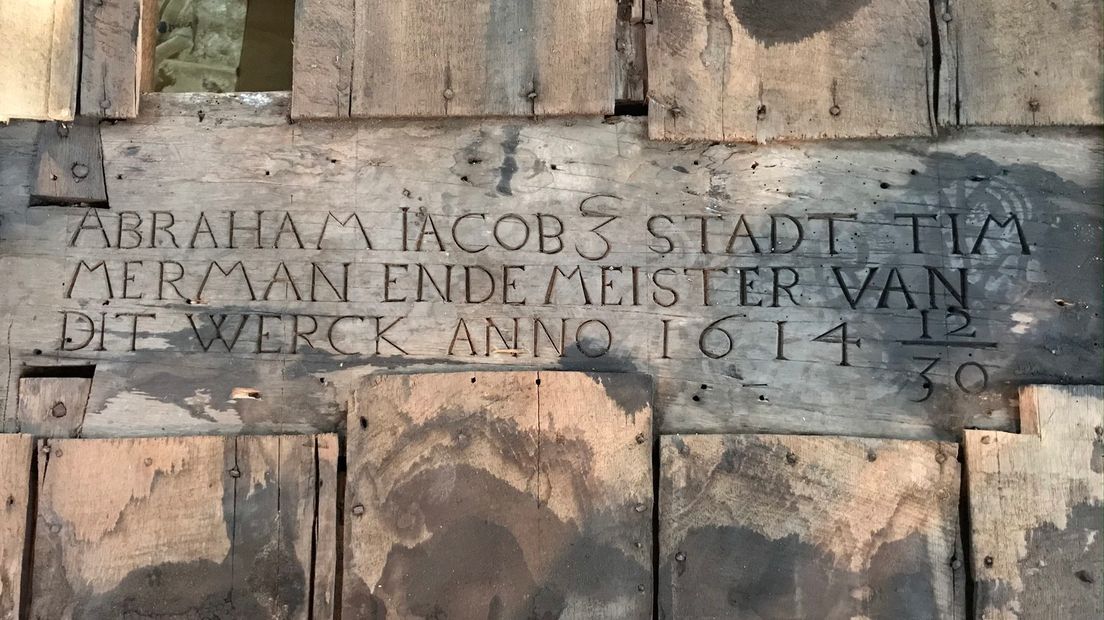 ABRAHAM IACOBS STADT TIM
MERMAN ENDE MEISTER VAN
DIT WERCK ANNO 1614 12/30